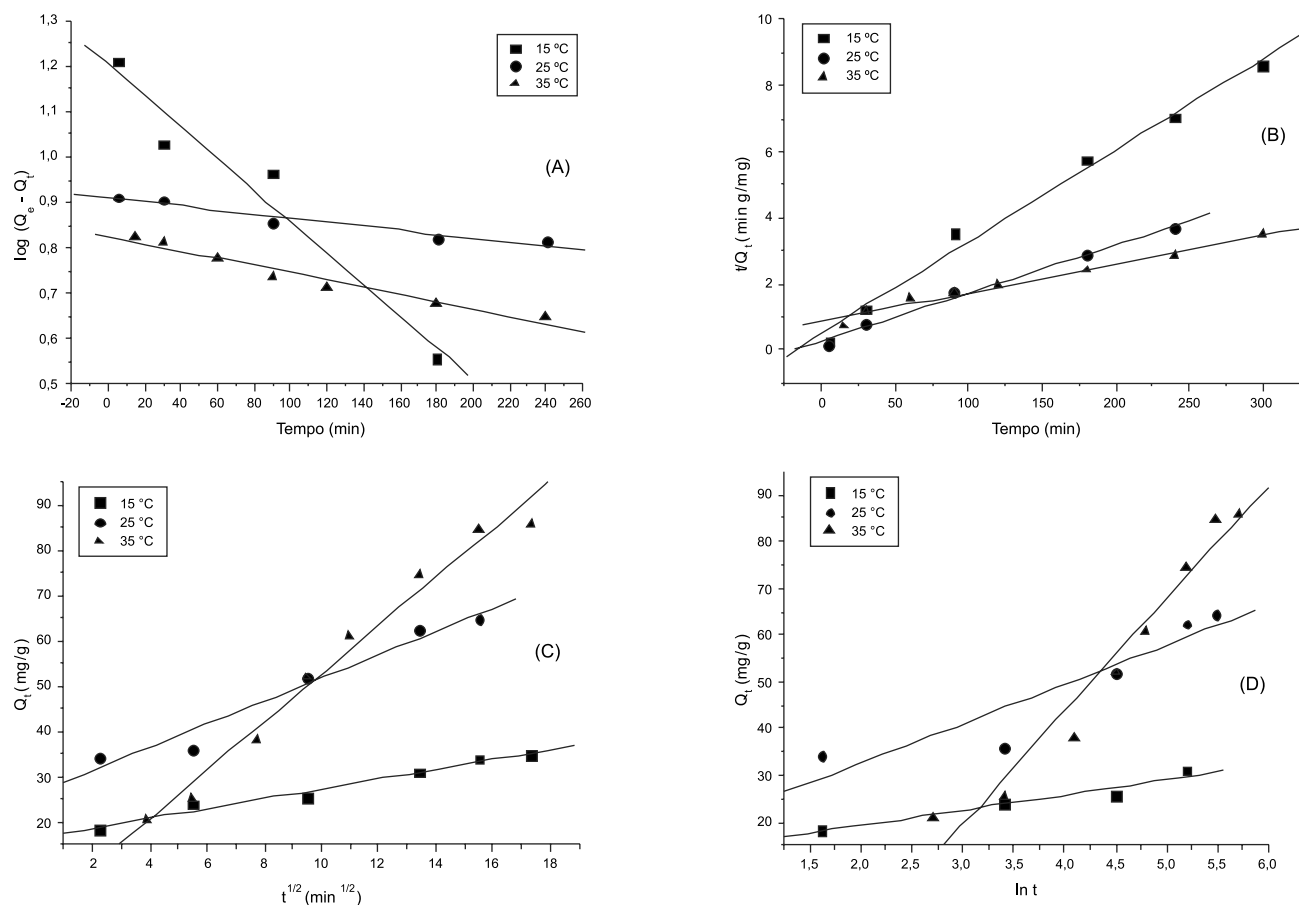 1,3
1,2
1,1
1,0
0,9
0,8
0,7
0,6
0,5
log (Qe - Qt)
15 ºC
25 ºC
35 ºC
(A)
-20 0 20 40 60 80 100 120 140 160 180 200 220 240 260
Tempo (min)
10
8
6
4
2
0
t/Qt (min g/mg)
15 ºC
25 ºC
35 ºC
(B)
0 50 100 150 200 250 300
Tempo (min)
90
80
70
60
50
40
30
20
Qt (mg/g)
15 °C
25 °C
35 °C
(C)
2 4 6 8 10 12 14 16 18
t1/2 (min 1/2)
90
80
70
60
50
40
30
20
Qt (mg/g)
15 °C
25 °C
35 °C
(D)
1,5 2,0 2,5 3,0 3,5 4,0 4,5 5,0 5,5 6,0
ln t